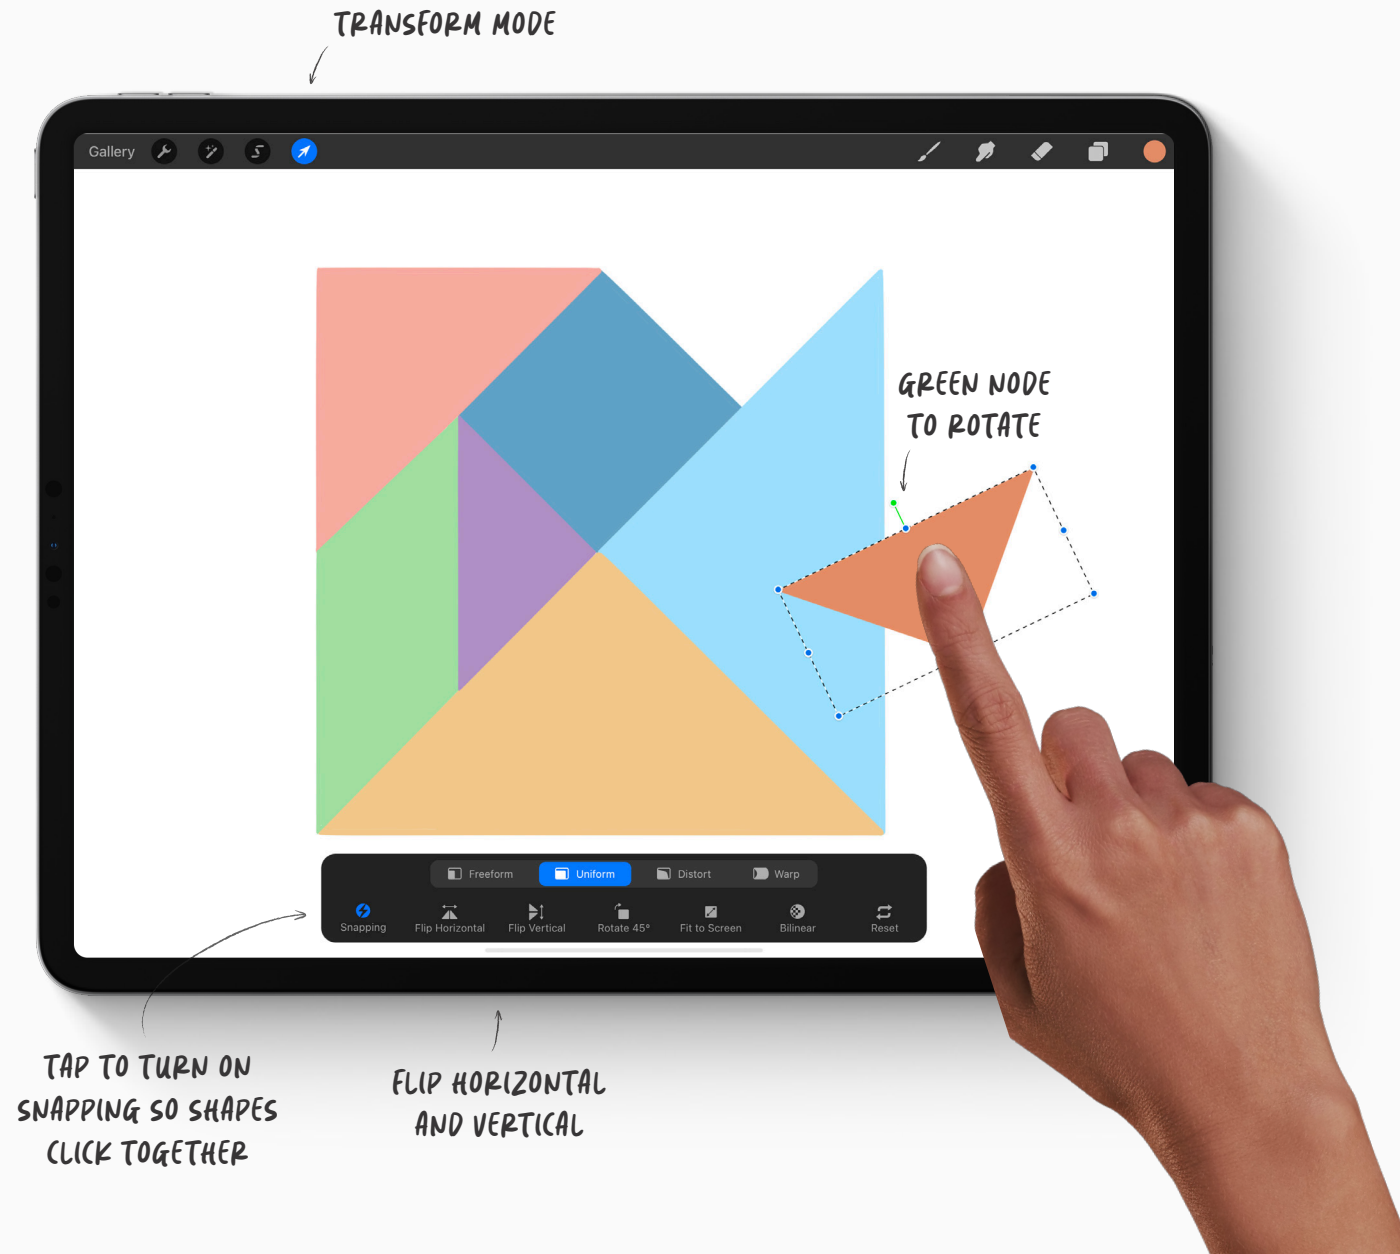 TRANSFORM MODE
Gallery
GREEN NODE
TO ROTATE
Freeform
Uniform
Distort
Warp
Snapping
Flip Horizontal
Flip Vertical
Rotate 45°
Fit to Screen
Bilinear
Reset
TAP TO TURN ON
SNAPPING SO SHAPES
CLICK TOGETHER
FLIP HORIZONTAL
AND VERTICAL